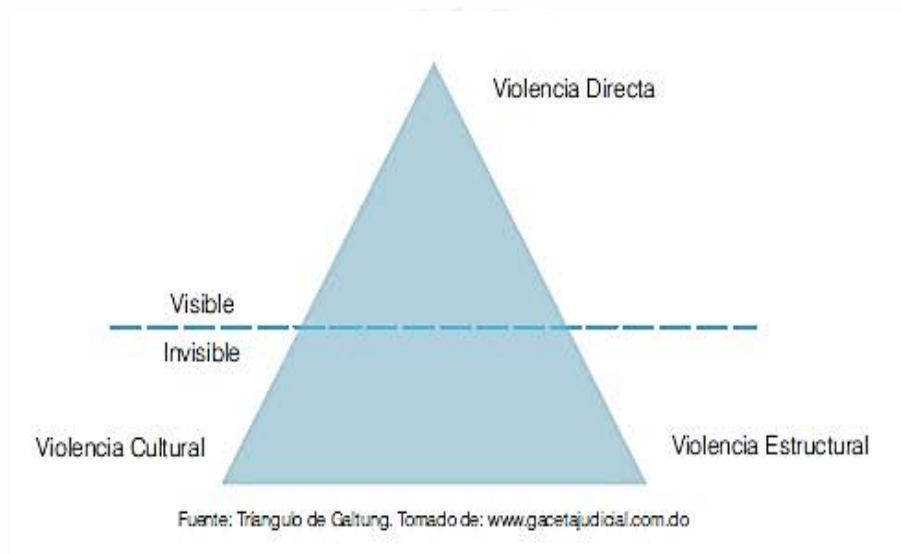 Violencia Directa
Visible
Invisible
Violencia Cultural
Violencia Estructural
Fuente: Triangulo de Galtung. Tomado de: www.gacetajudicial.com.do